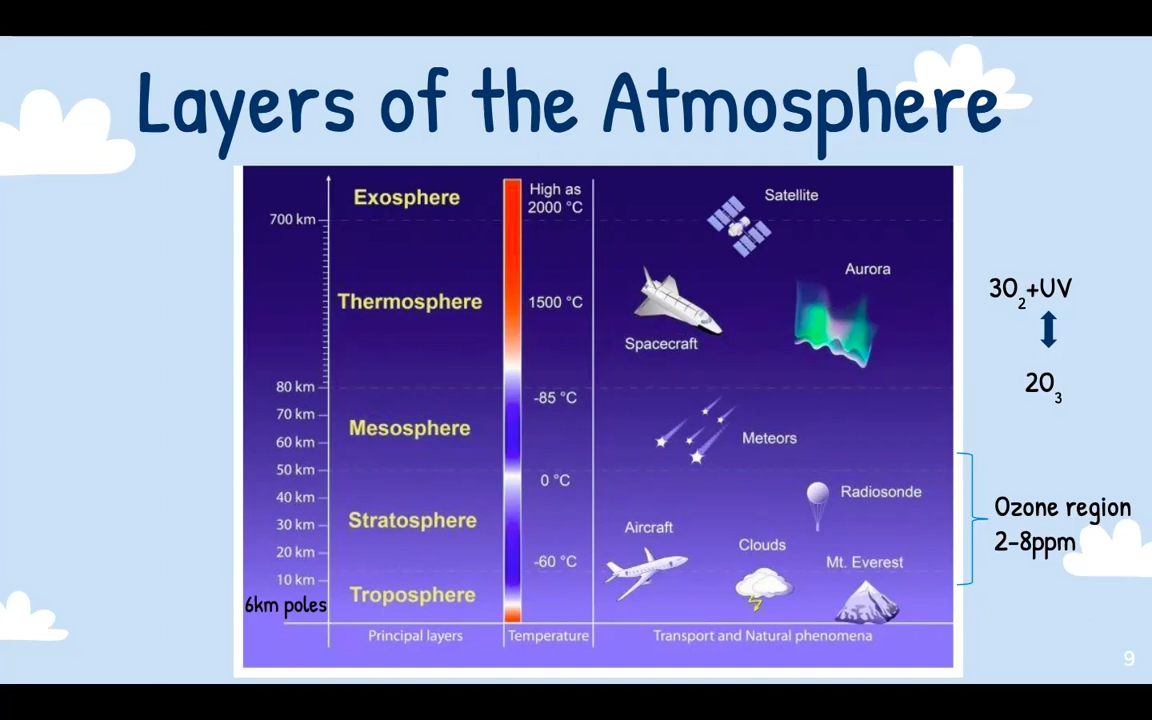 Layers of the Atmosphere
Exosphere
High as
2000 °C
Satellite
700 km
Aurora
Thermosphere
1500 °C
Spacecraft
3O₂+UV
2O₃
80 km
-85 °C
70 km
Mesosphere
Meteors
60 km
50 km
0 °C
40 km
Radiosonde
Stratosphere
30 km
Aircraft
Ozone region
2-8ppm
20 km
-60 °C
Clouds
Mt. Everest
10 km
Troposphere
6km poles
Principal layers
Temperature
Transport and Natural phenomena
9